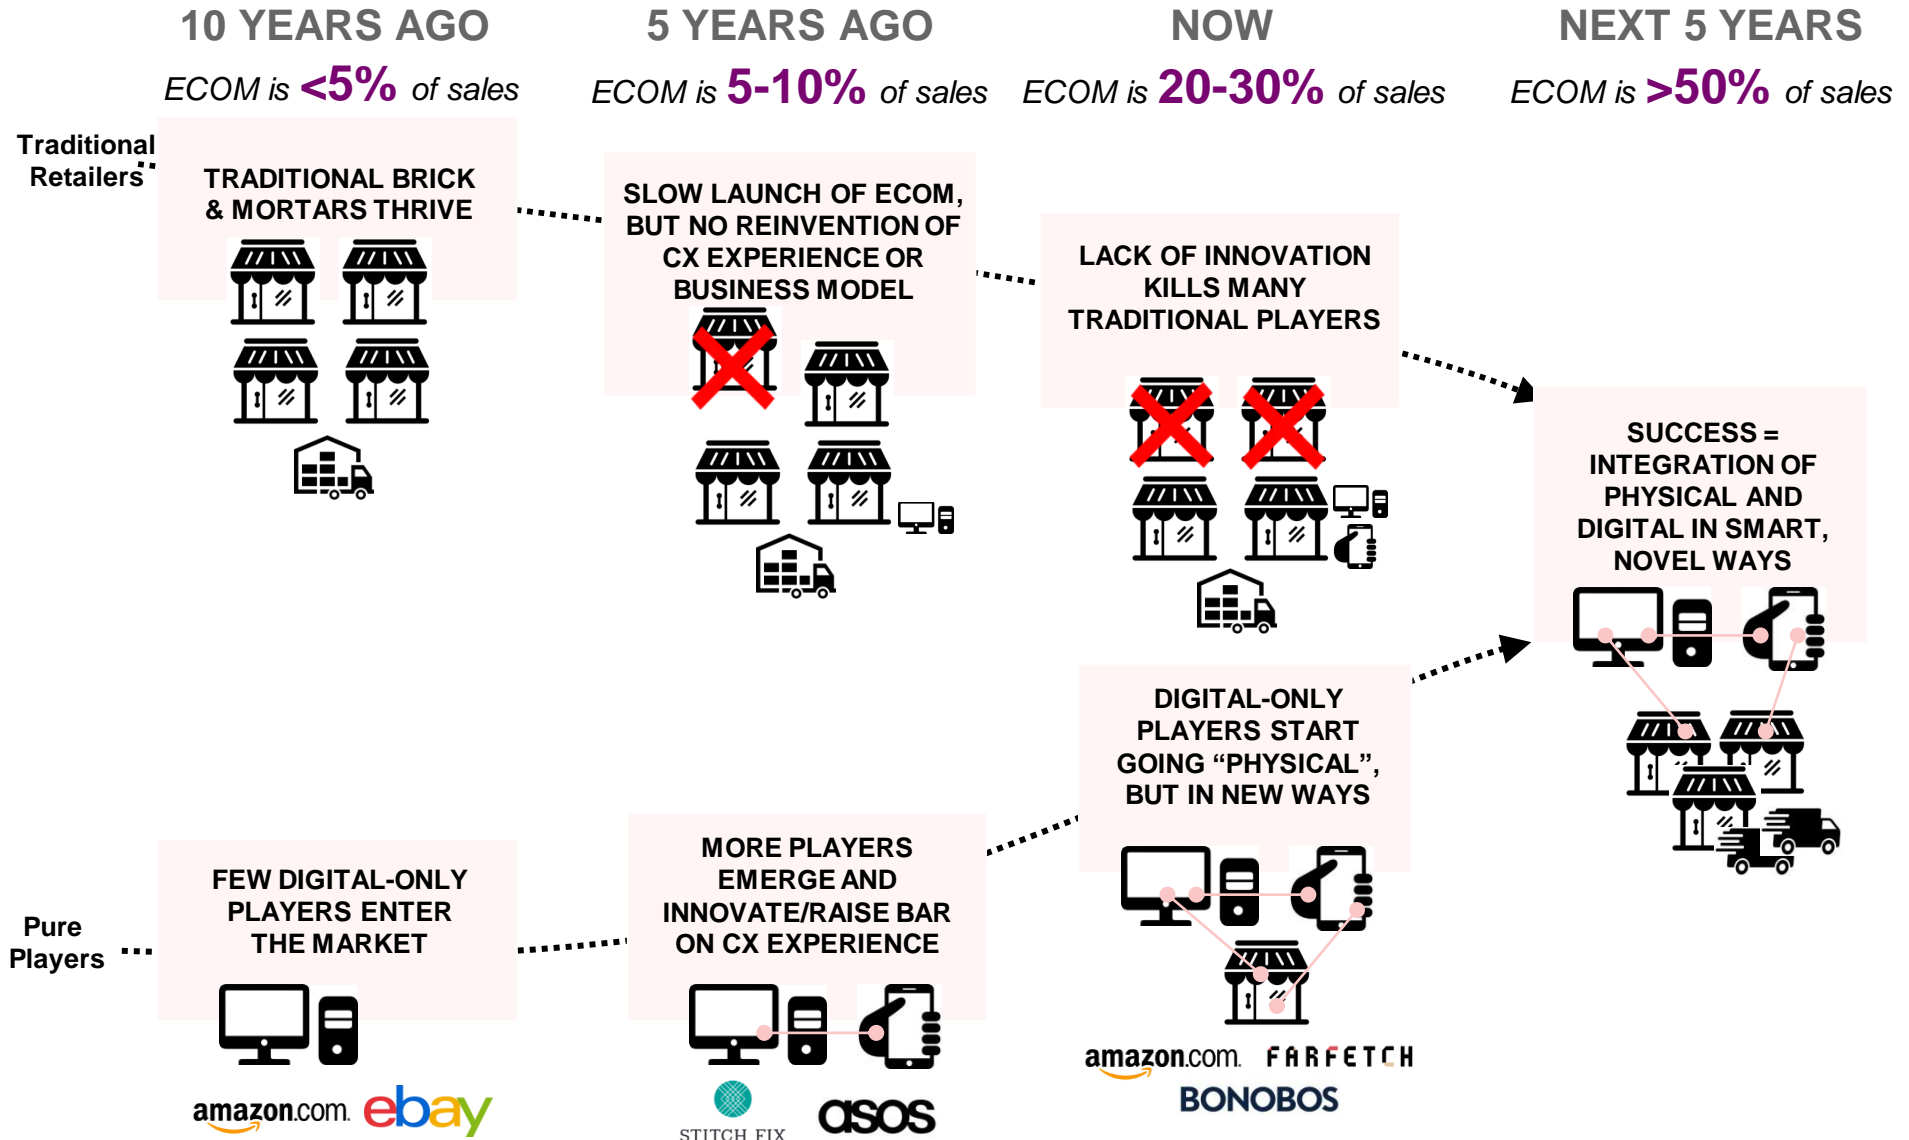 10 YEARS AGO
ECOM is <5% of sales
5 YEARS AGO
ECOM is 5-10% of sales
NOW
ECOM is 20-30% of sales
NEXT 5 YEARS
ECOM is >50% of sales
Traditional
Retailers
TRADITIONAL BRICK
& MORTARS THRIVE
SLOW LAUNCH OF ECOM,
BUT NO REINVENTION OF
CX EXPERIENCE OR
BUSINESS MODEL
LACK OF INNOVATION
KILLS MANY
TRADITIONAL PLAYERS
SUCCESS =
INTEGRATION OF
PHYSICAL AND
DIGITAL IN SMART,
NOVEL WAYS
Pure
Players
FEW DIGITAL-ONLY
PLAYERS ENTER
THE MARKET
amazon.com.
ebay
MORE PLAYERS
EMERGE AND
INNOVATE/RAISE BAR
ON CX EXPERIENCE
STITCH FIX
asos
DIGITAL-ONLY
PLAYERS START
GOING “PHYSICAL”,
BUT IN NEW WAYS
amazon.com.
FARFETCH
BONOBOS